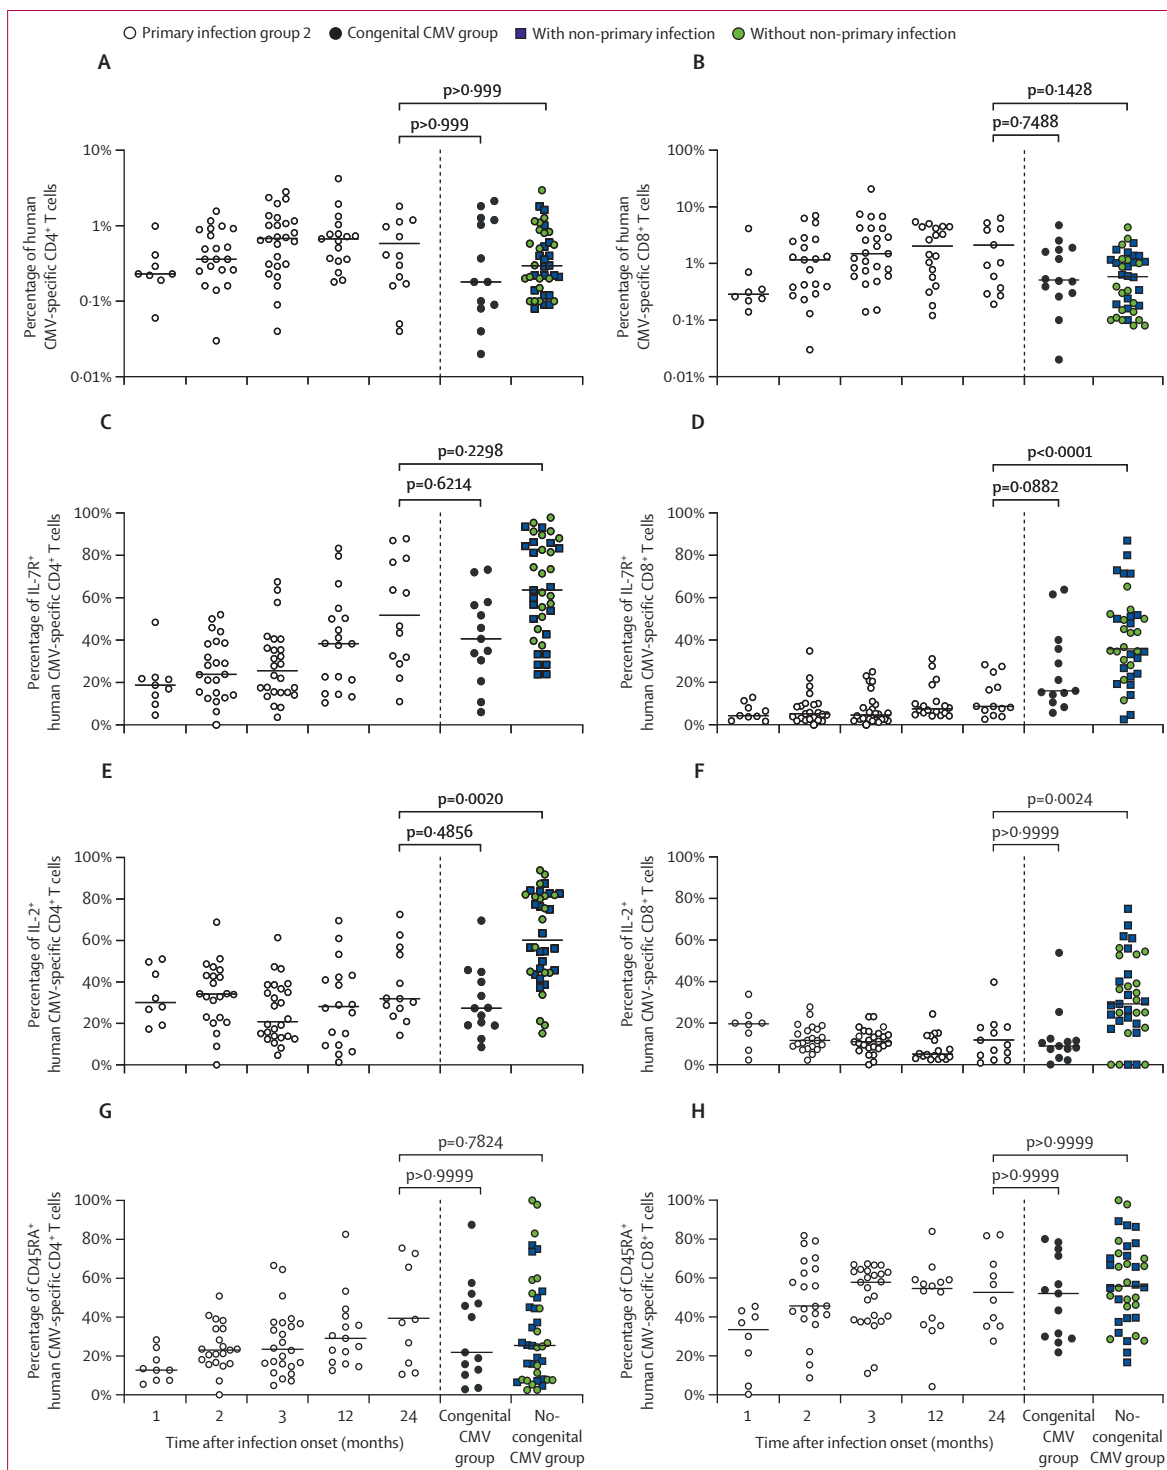 Primary infection group 2 Congenital CMV group With non-primary infection Without non-primary infection
A
p>0·999
p>0·999
Percentage of human
CMV-specific CD4+ T cells
10%
1%
0·1%
0·01%
B
p=0·1428
p=0·7488
Percentage of human
CMV-specific CD8+ T cells
100%
10%
1%
0·1%
0·01%
C
p=0·2298
p=0·6214
Percentage of IL-7R+
human CMV-specific CD4+ T cells
100%
80%
60%
40%
20%
0%
D
p<0·0001
p=0·0882
Percentage of IL-7R+
human CMV-specific CD8+ T cells
100%
80%
60%
40%
20%
0%
E
p=0·0020
p=0·4856
Percentage of IL-2+
human CMV-specific CD4+ T cells
100%
80%
60%
40%
20%
0%
F
p=0·0024
p>0·9999
Percentage of IL-2+
human CMV-specific CD8+ T cells
100%
80%
60%
40%
20%
0%
G
p=0·7824
p>0·9999
Percentage of CD45RA+
human CMV-specific CD4+ T cells
100%
80%
60%
40%
20%
0%
1 2 3 12 24
Time after infection onset (months)
Congenital
CMV
group
No-
congenital
CMV group
H
p>0·9999
p>0·9999
Percentage of CD45RA+
human CMV-specific CD8+ T cells
100%
80%
60%
40%
20%
0%
1 2 3 12 24
Time after infection onset (months)
Congenital
CMV
group
No-
congenital
CMV group